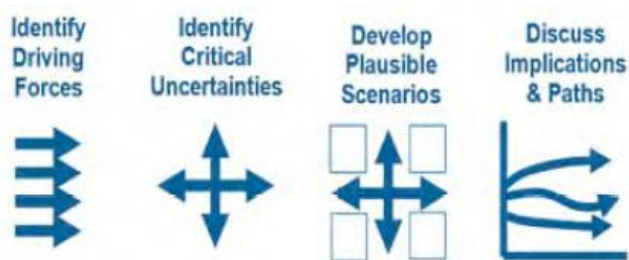 Identify
Driving
Forces
Identify
Critical
Uncertainties
Develop
Plausible
Scenarios
Discuss
Implications
& Paths